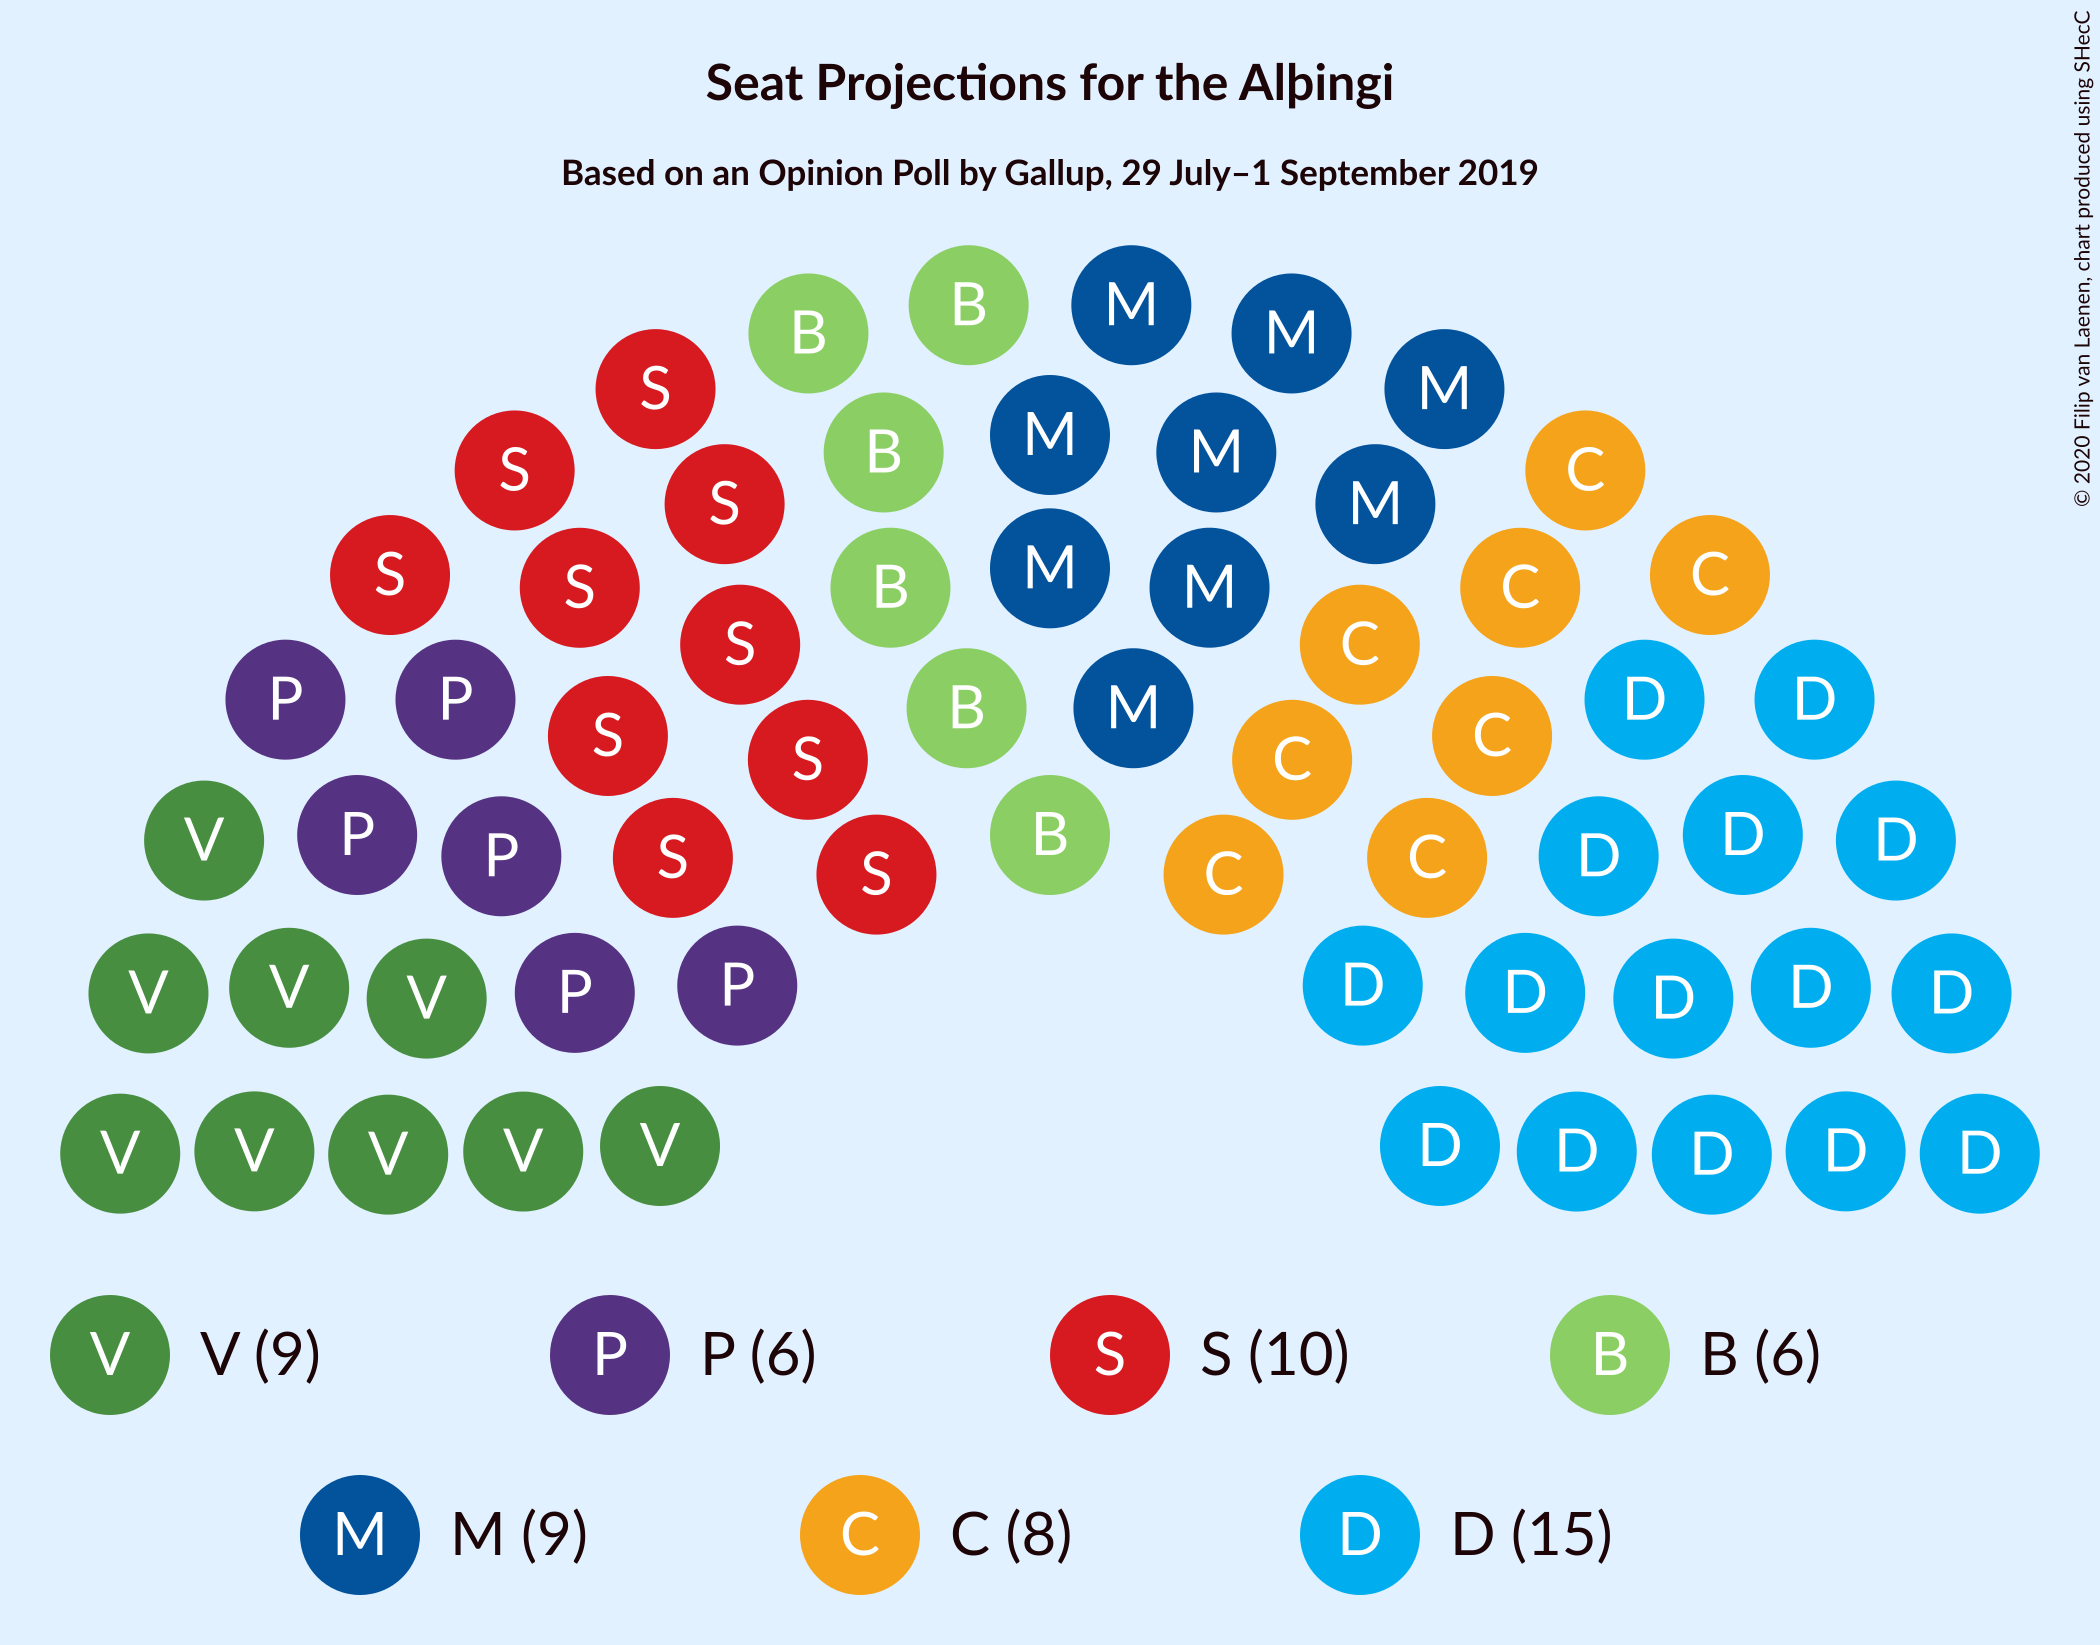 Seat Projections for the Alþingi
Based on an Opinion Poll by Gallup, 29 July–1 September 2019
© 2020 Filip van Laenen, chart produced using SHecC
B B M M
S B M M M
S S B M M M C
S S S B M M C C C
P P S S B M C C D D
V P P S S B C C D D D
V V V P P D D D D D
V V V V V D D D D D
V V (9) P P (6) S S (10) B B (6)
M M (9) C C (8) D D (15)